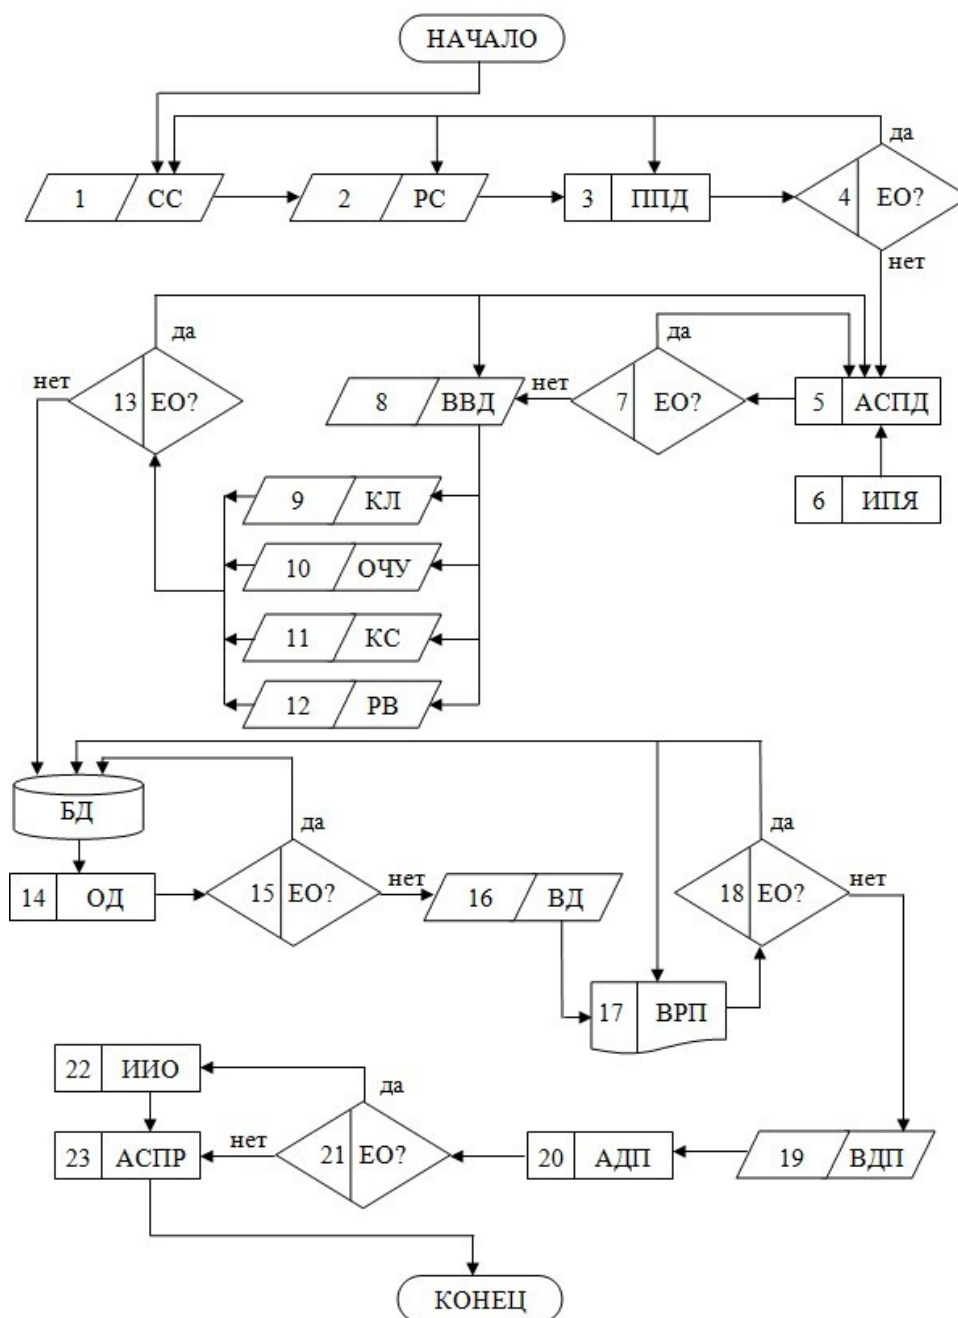 НАЧАЛО
да
1 СС 2 РС 3 ППД 4 ЕО?
нет
да да
нет 13 ЕО? 8 ВВД нет 7 ЕО? 5 АСПД
6 ИПЯ
9 КЛ
10 ОЧУ
11 КС
12 РВ
БД
да да
14 ОД 15 ЕО? нет 16 ВД 18 ЕО? нет
17 ВРП
22 ИИО
да
23 АСПР нет 21 ЕО? 20 АДП 19 ВДП
КОНЕЦ